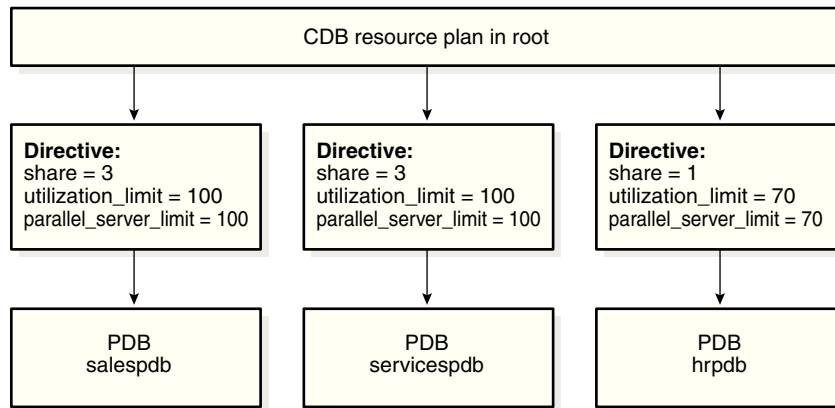 CDB resource plan in root
Directive:
share = 3
utilization_limit = 100
parallel_server_limit = 100
Directive:
share = 3
utilization_limit = 100
parallel_server_limit = 100
Directive:
share = 1
utilization_limit = 70
parallel_server_limit = 70
PDB
salespdb
PDB
servicespdb
PDB
hrpdb